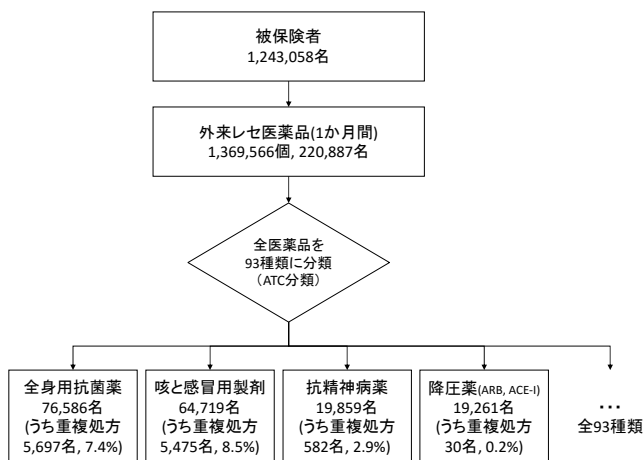 被保険者
1,243,058名
外来レセ医薬品(1か月間)
1,369,566個, 220,887名
全医薬品を
93種類に分類
(ATC分類)
全身用抗菌薬
76,586名
(うち重複処方
5,697名, 7.4%)
咳と感冒用製剤
64,719名
(うち重複処方
5,475名, 8.5%)
抗精神病薬
19,859名
(うち重複処方
582名, 2.9%)
降圧薬(ARB, ACE-I)
19,261名
(うち重複処方
30名, 0.2%)
…
全93種類